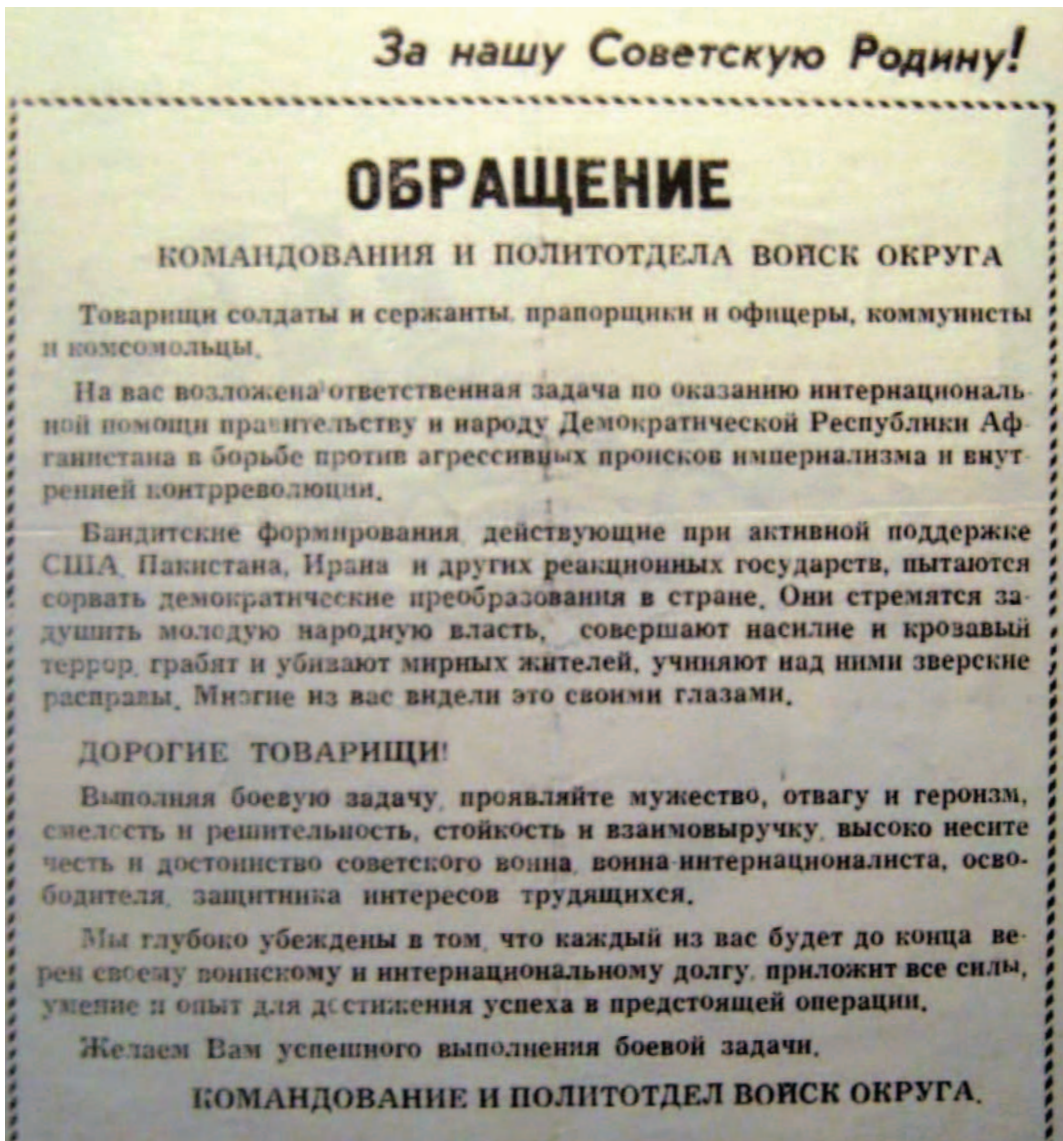 За нашу Советскую Родину!
ОБРАЩЕНИЕ
КОМАНДОВАНИЯ И ПОЛИТОТДЕЛА ВОЙСК ОКРУГА
Товарищи солдаты и сержанты, прапорщики и офицеры, коммунисты
и комсомольцы.
На вас возложена ответственная задача по оказанию интернациональ-
ной помощи правительству и народу Демократической Республики Аф-
ганистана в борьбе против агрессивных происков империализма и внут-
ренней контрреволюции.
Бандитские формирования, действующие при активной поддержке
США, Пакистана, Ирана и других реакционных государств, пытаются
сорвать демократические преобразования в стране. Они стремятся за-
душить молодую народную власть, совершают насилие и кровавый
террор, грабят и убивают мирных жителей, учиняют над ними зверские
расправы. Многие из вас видели это своими глазами.
ДОРОГИЕ ТОВАРИЩИ!
Выполняя боевую задачу, проявляйте мужество, отвагу и героизм,
смелость и решительность, стойкость и взаимовыручку, высоко несите
честь и достоинство советского воина, воина-интернационалиста, осво-
бодителя, защитника интересов трудящихся.
Мы глубоко убеждены в том, что каждый из вас будет до конца ве-
рен своему воинскому и интернациональному долгу, приложит все силы,
умение и опыт для достижения успеха в предстоящей операции.
Желаем Вам успешного выполнения боевой задачи.
КОМАНДОВАНИЕ И ПОЛИТОТДЕЛ ВОЙСК ОКРУГА.